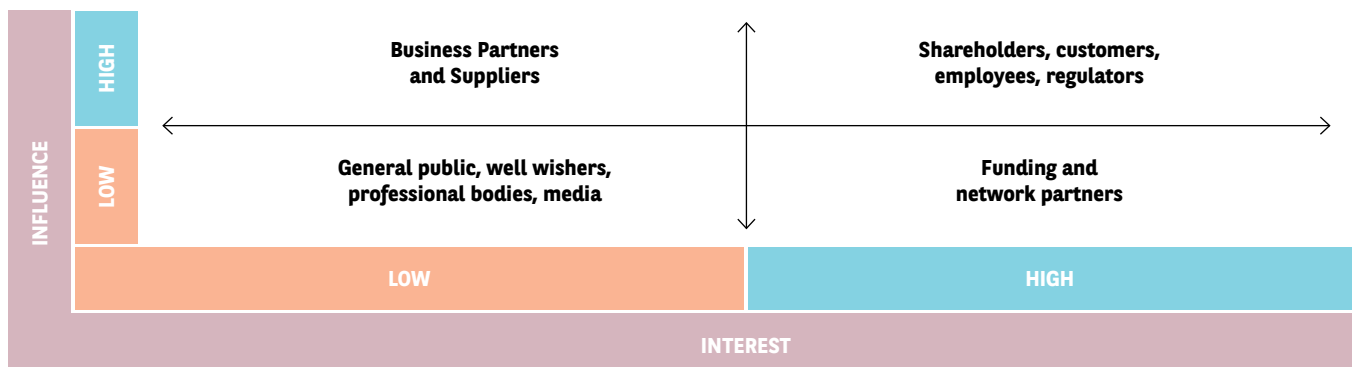 INFLUENCE
HIGH
LOW
Business Partners
and Suppliers
Shareholders, customers,
employees, regulators
General public, well wishers,
professional bodies, media
Funding and
network partners
LOW
HIGH
INTEREST